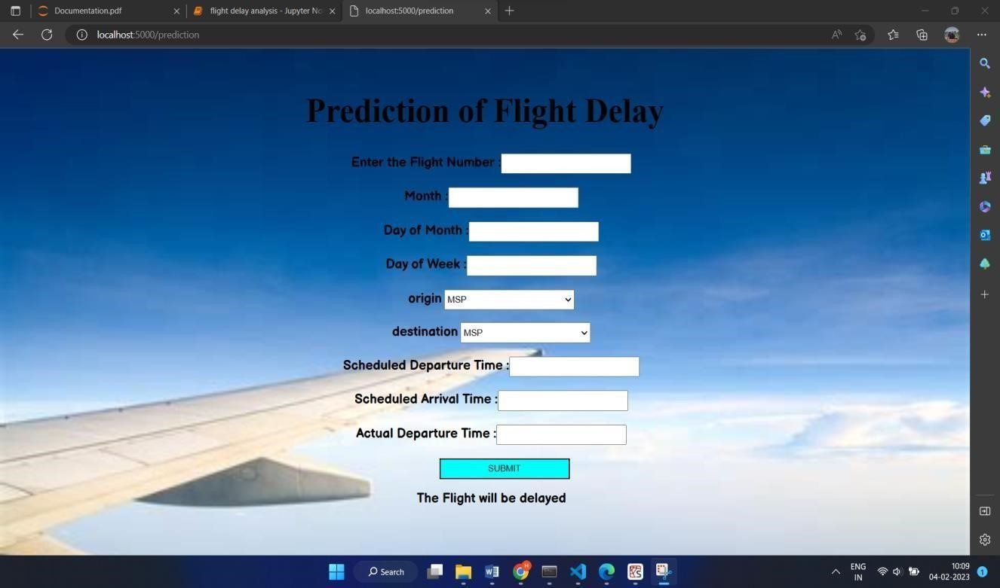 Documentation.pdf
flight delay analysis - Jupyter No
localhost:5000/prediction
localhost:5000/prediction
Prediction of Flight Delay
Enter the Flight Number :
Month :
Day of Month :
Day of Week :
origin MSP
destination MSP
Scheduled Departure Time :
Scheduled Arrival Time :
Actual Departure Time :
SUBMIT
The Flight will be delayed
Search
ENG
IN
10:09
04-02-2023
1